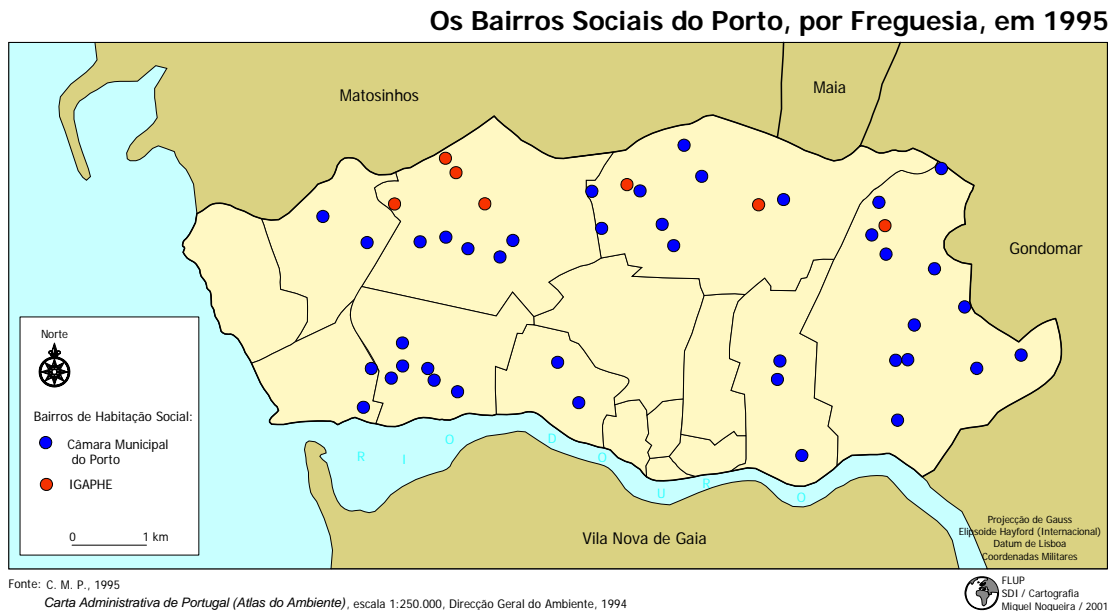 Os Bairros Sociais do Porto, por Freguesia, em 1995
Matosinhos
Maia
Gondomar
Norte
Bairros de Habitação Social:
Câmara Municipal
do Porto
IGAPHE
0 1 km
R I O D O U R O
Vila Nova de Gaia
Projecção de Gauss
Elipsoide Hayford (Internacional)
Datum de Lisboa
Coordenadas Militares
Fonte: C. M. P., 1995
Carta Administrativa de Portugal (Atlas do Ambiente), escala 1:250.000, Direcção Geral do Ambiente, 1994
FLUP
SDI / Cartografia
Miguel Nogueira / 2001